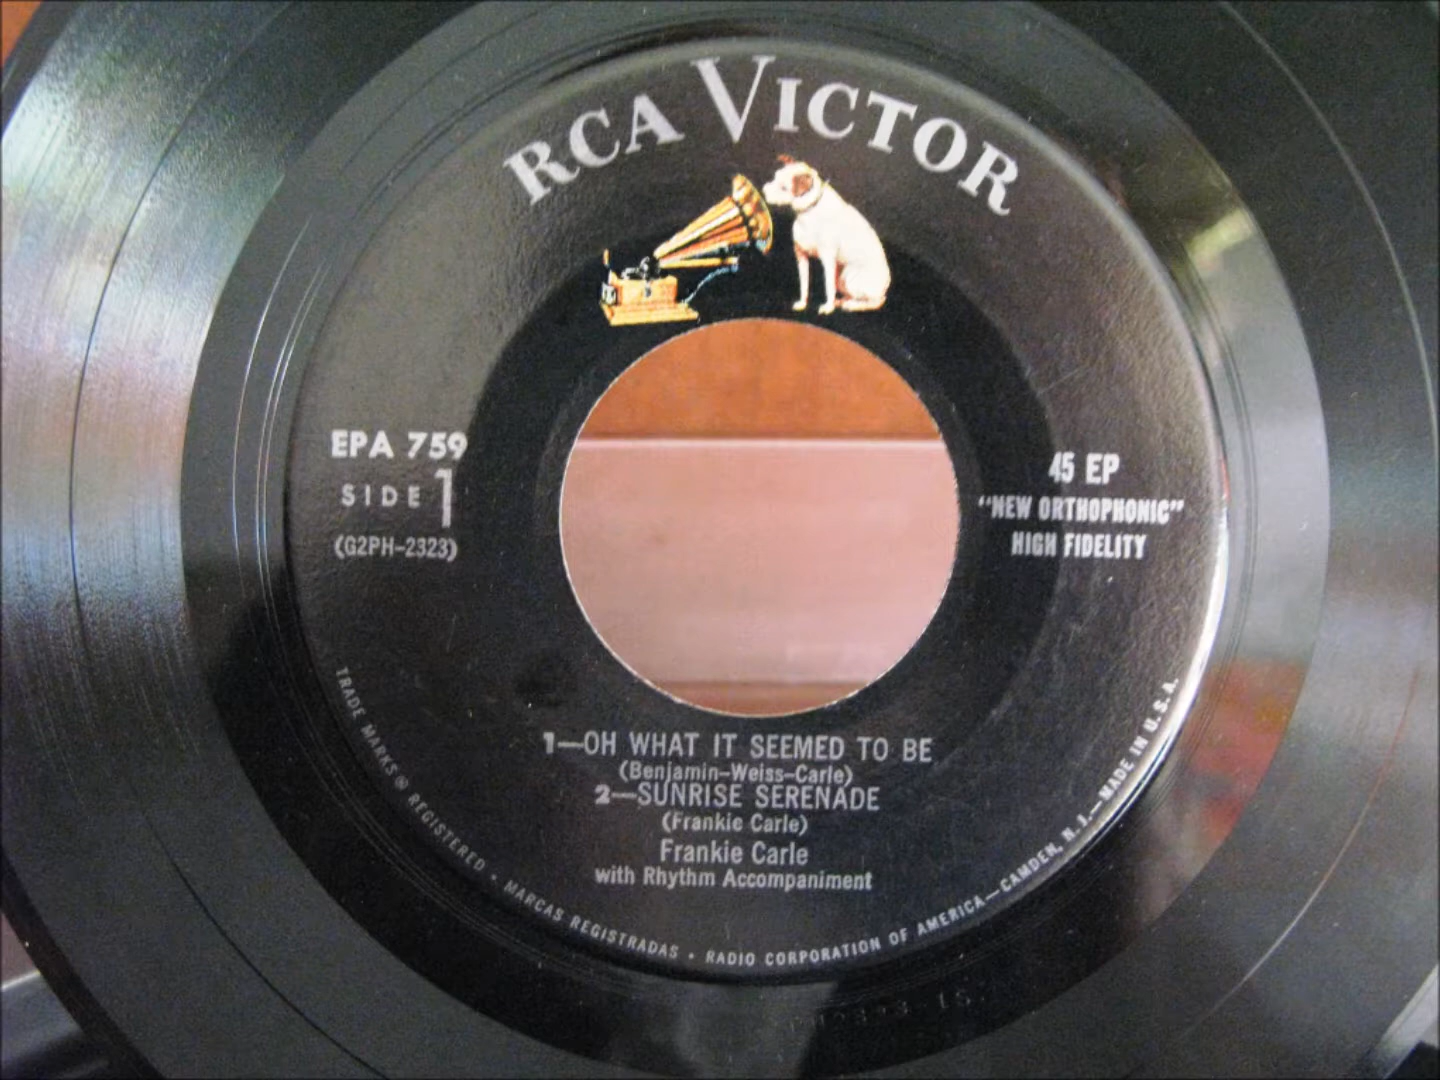 RCA VICTOR
EPA 759
SIDE 1
(G2PH-2323)
45 EP
"NEW ORTHOPHONIC"
HIGH FIDELITY
1—OH WHAT IT SEEMED TO BE
(Benjamin-Weiss-Carle)
2—SUNRISE SERENADE
(Frankie Carle)
Frankie Carle
with Rhythm Accompaniment
TRADE MARKS ® REGISTERED • MARCAS REGISTRADAS • RADIO CORPORATION OF AMERICA—CAMDEN, N. J.—MADE IN U. S. A.